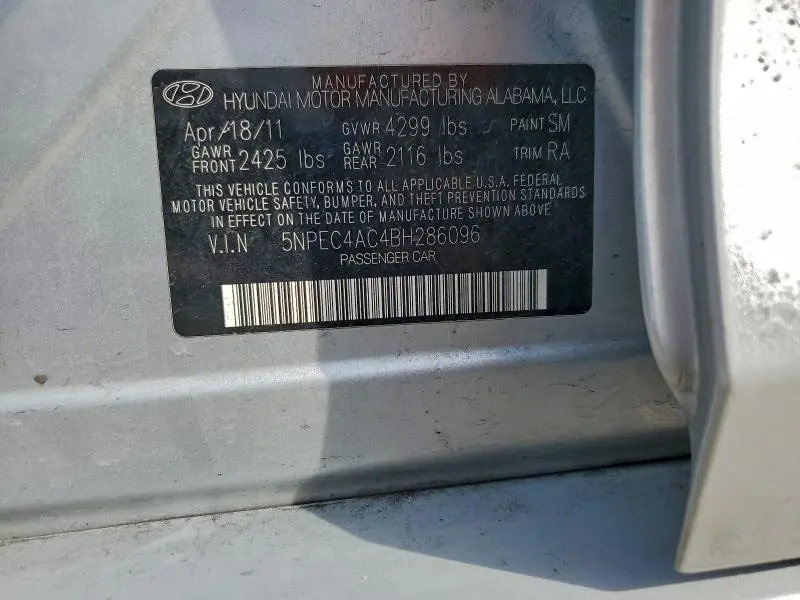 MANUFACTURED BY
HYUNDAI MOTOR MANUFACTURING ALABAMA, LLC
Apr/18/11 GVWR 4299 lbs PAINT SM
GAWR FRONT 2425 lbs GAWR REAR 2116 lbs TRIM RA
THIS VEHICLE CONFORMS TO ALL APPLICABLE U.S.A. FEDERAL
MOTOR VEHICLE SAFETY, BUMPER, AND THEFT PREVENTION STANDARDS
IN EFFECT ON THE DATE OF MANUFACTURE SHOWN ABOVE
V.I.N 5NPEC4AC4BH286096
PASSENGER CAR